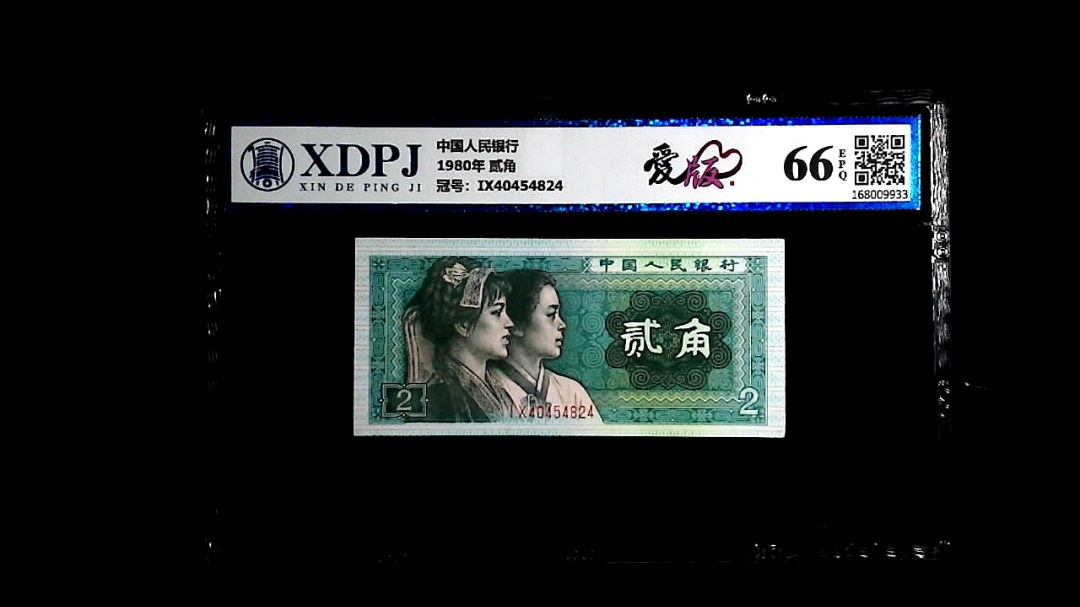 XDPJ
XIN DE PING JI
中国人民银行
1980年 贰角
冠号：IX40454824
爱版
66
EPQ
168009933
中国人民银行
贰角
2
IX40454824
2